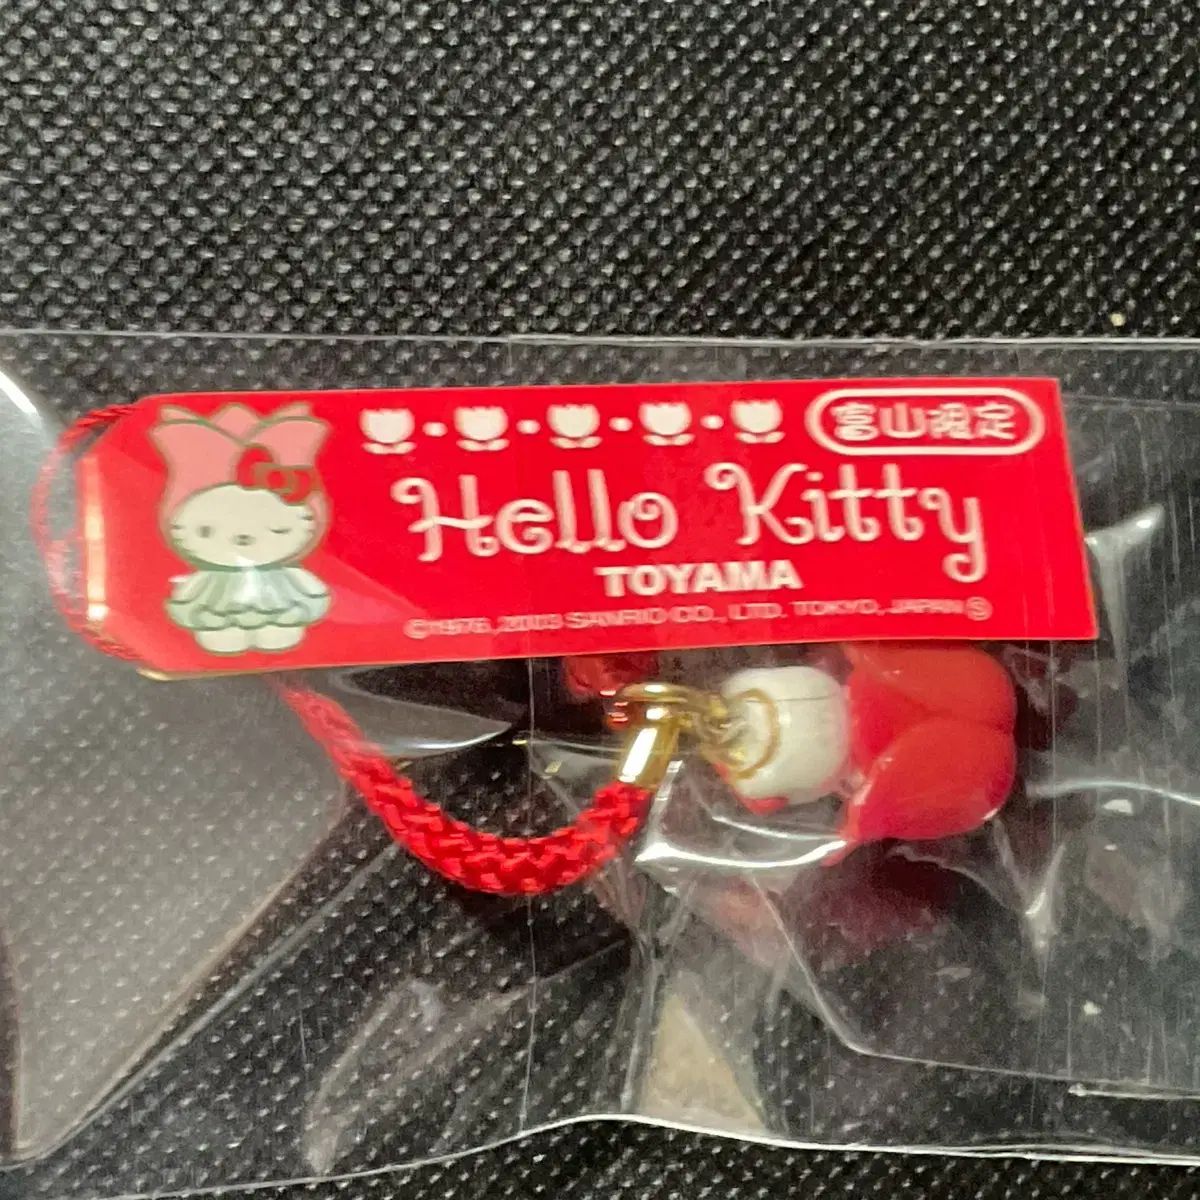 富山限定
Hello Kitty
TOYAMA
©1976, 2003 SANRIO CO., LTD. TOKYO, JAPAN Ⓢ